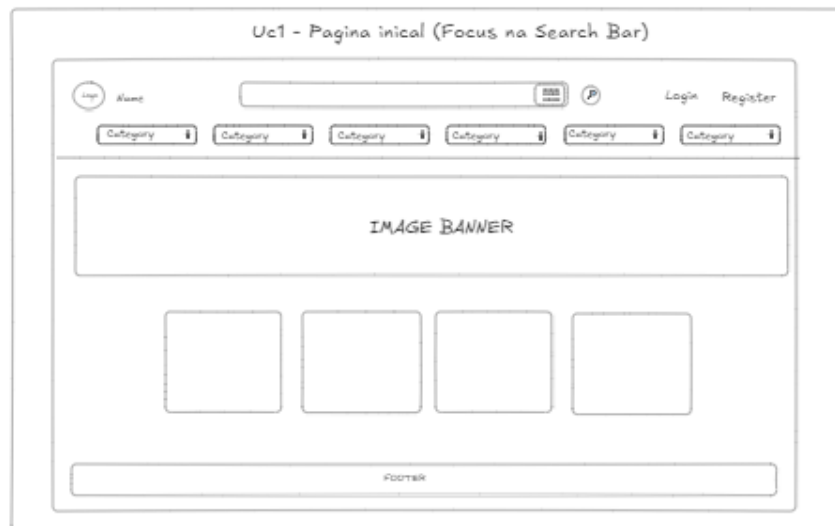 Uc1 - Pagina inical (Focus na Search Bar)
Logo Name Login Register
Category Category Category Category Category Category
IMAGE BANNER
FOOTER